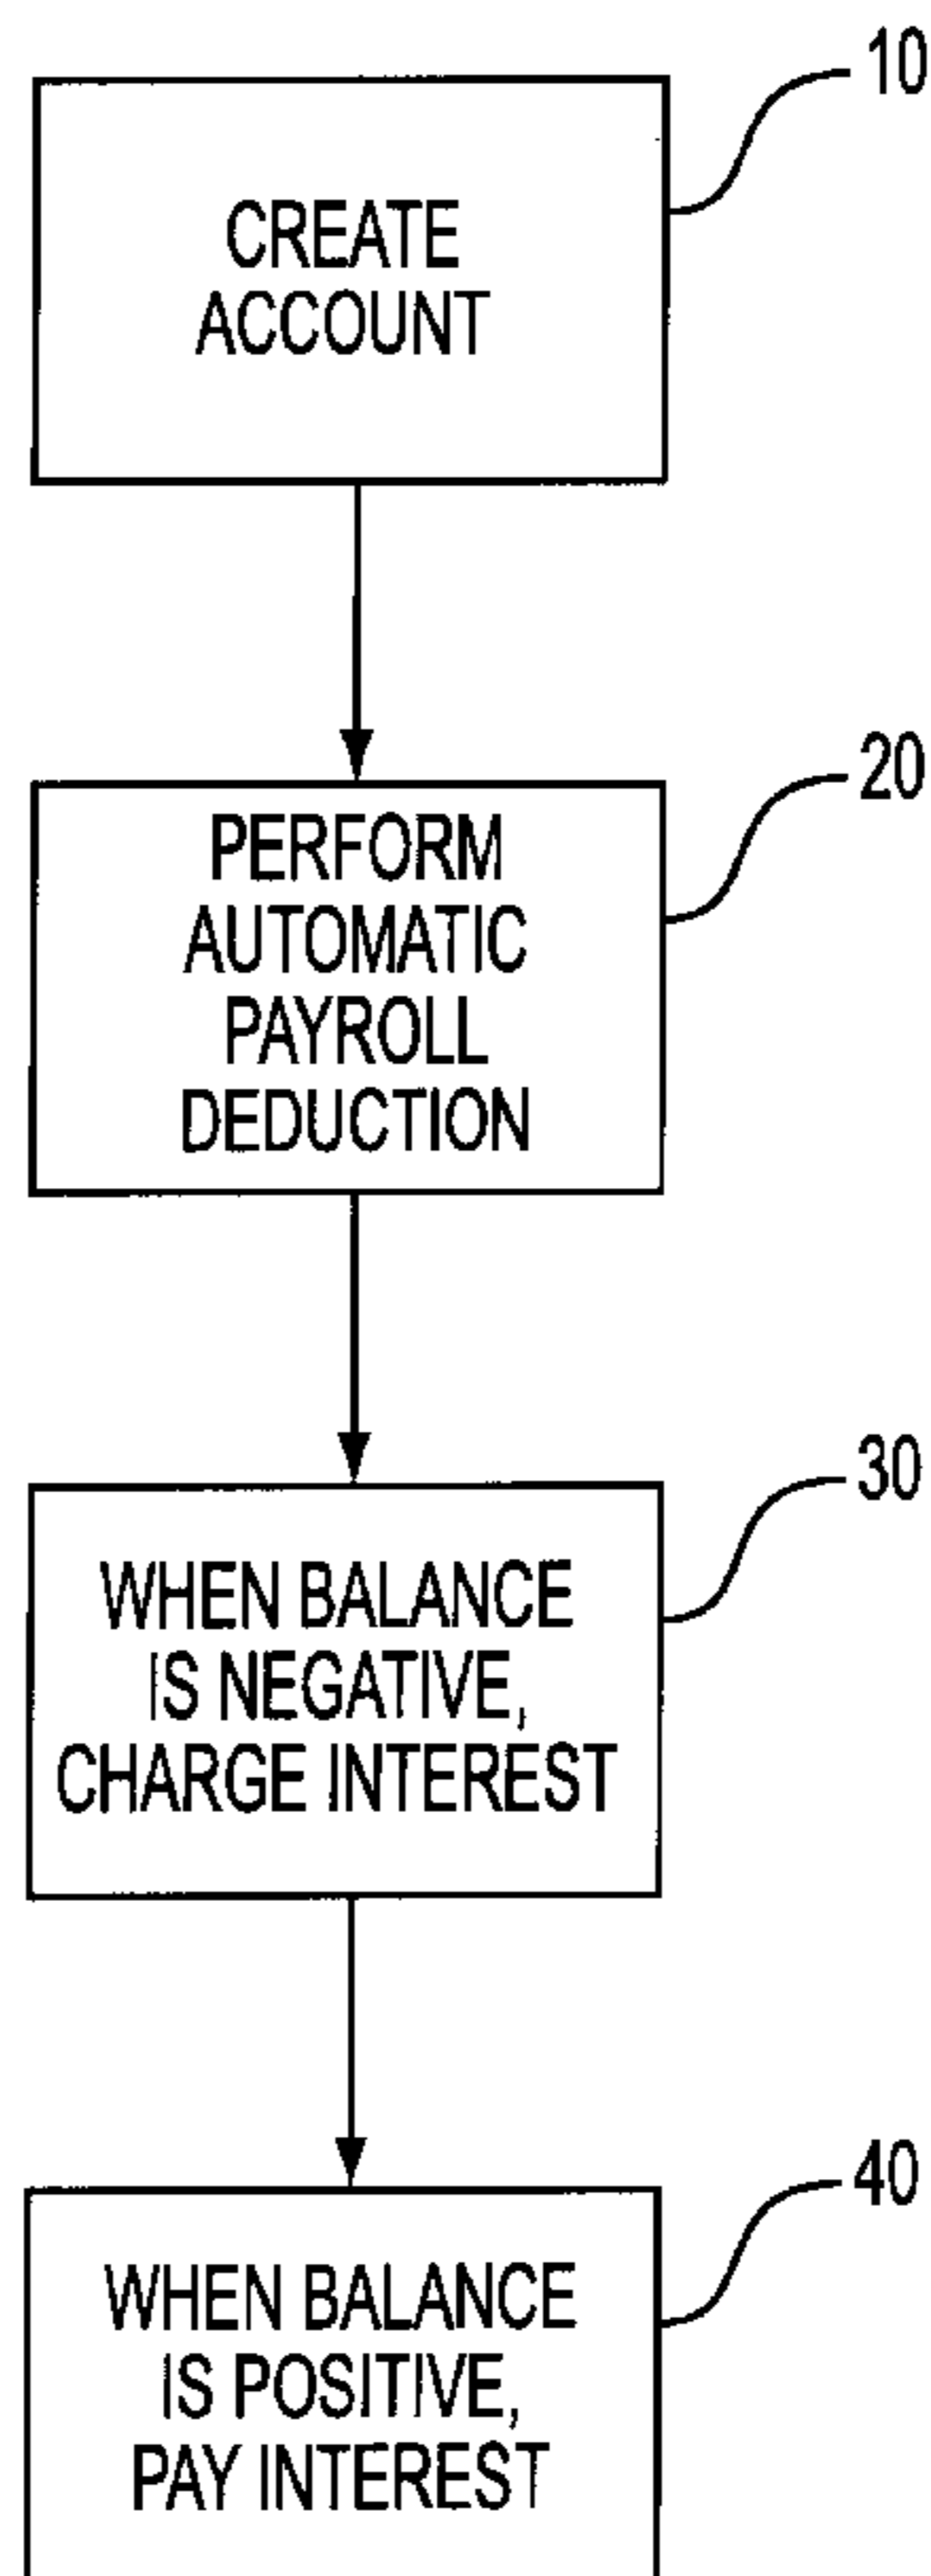 10
CREATE
ACCOUNT
20
PERFORM
AUTOMATIC
PAYROLL
DEDUCTION
30
WHEN BALANCE
IS NEGATIVE,
CHARGE INTEREST
40
WHEN BALANCE
IS POSITIVE,
PAY INTEREST